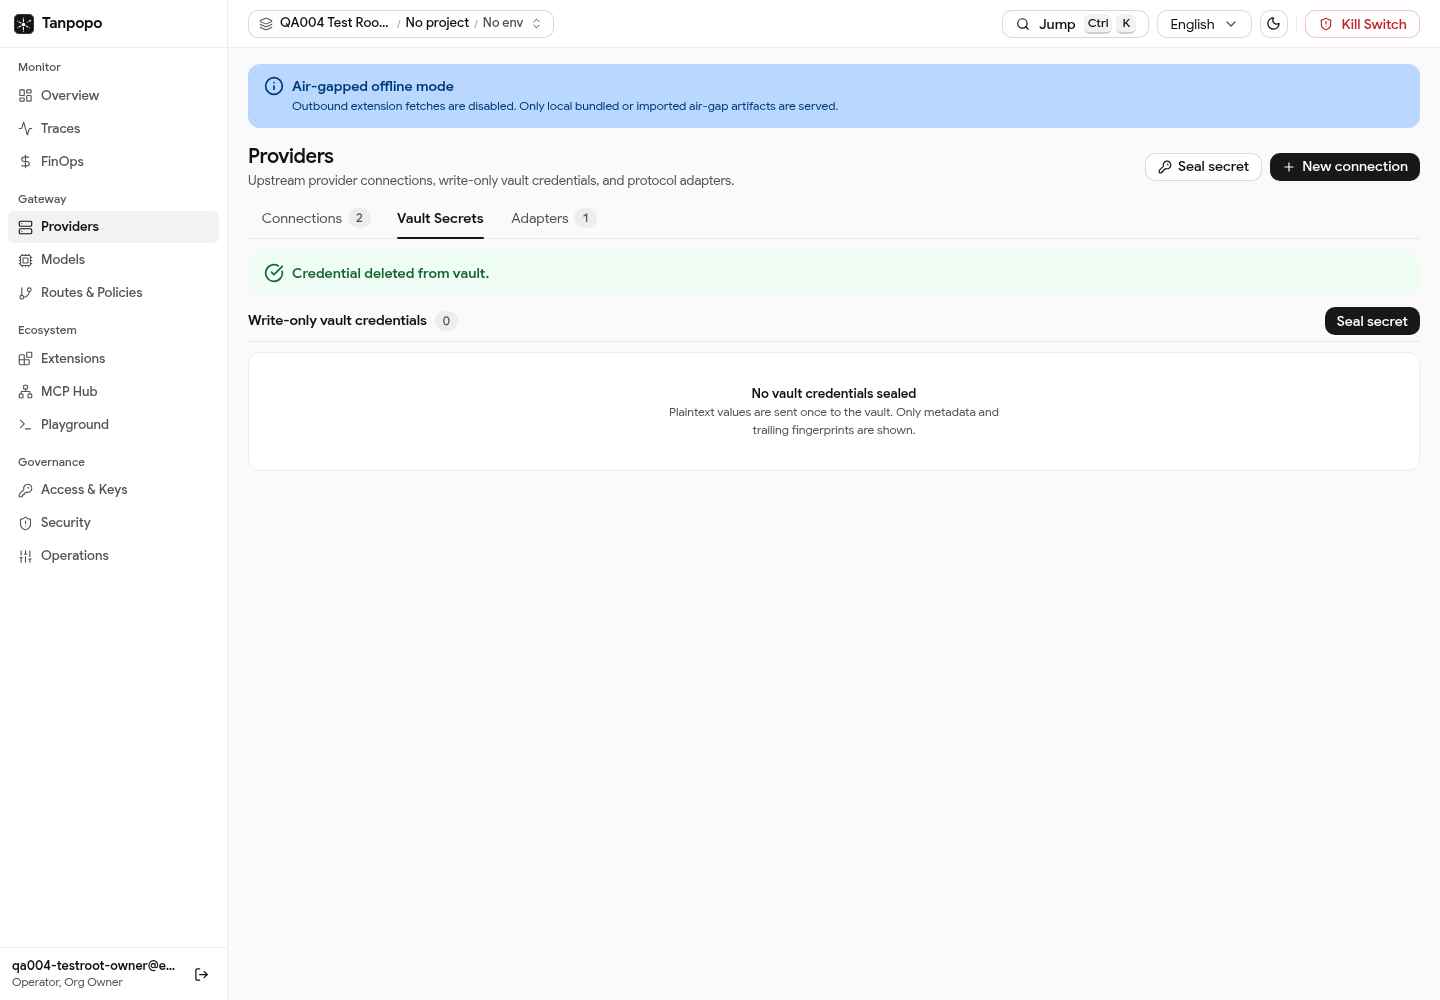 Tanpopo
QA004 Test Roo... / No project / No env
Jump Ctrl K
English
Kill Switch
Monitor
Overview
Traces
FinOps
Gateway
Providers
Models
Routes & Policies
Ecosystem
Extensions
MCP Hub
Playground
Governance
Access & Keys
Security
Operations
qa004-testroot-owner@e...
Operator, Org Owner
Air-gapped offline mode
Outbound extension fetches are disabled. Only local bundled or imported air-gap artifacts are served.
Providers
Upstream provider connections, write-only vault credentials, and protocol adapters.
Seal secret
New connection
Connections 2
Vault Secrets
Adapters 1
Credential deleted from vault.
Write-only vault credentials 0
Seal secret
No vault credentials sealed
Plaintext values are sent once to the vault. Only metadata and
trailing fingerprints are shown.